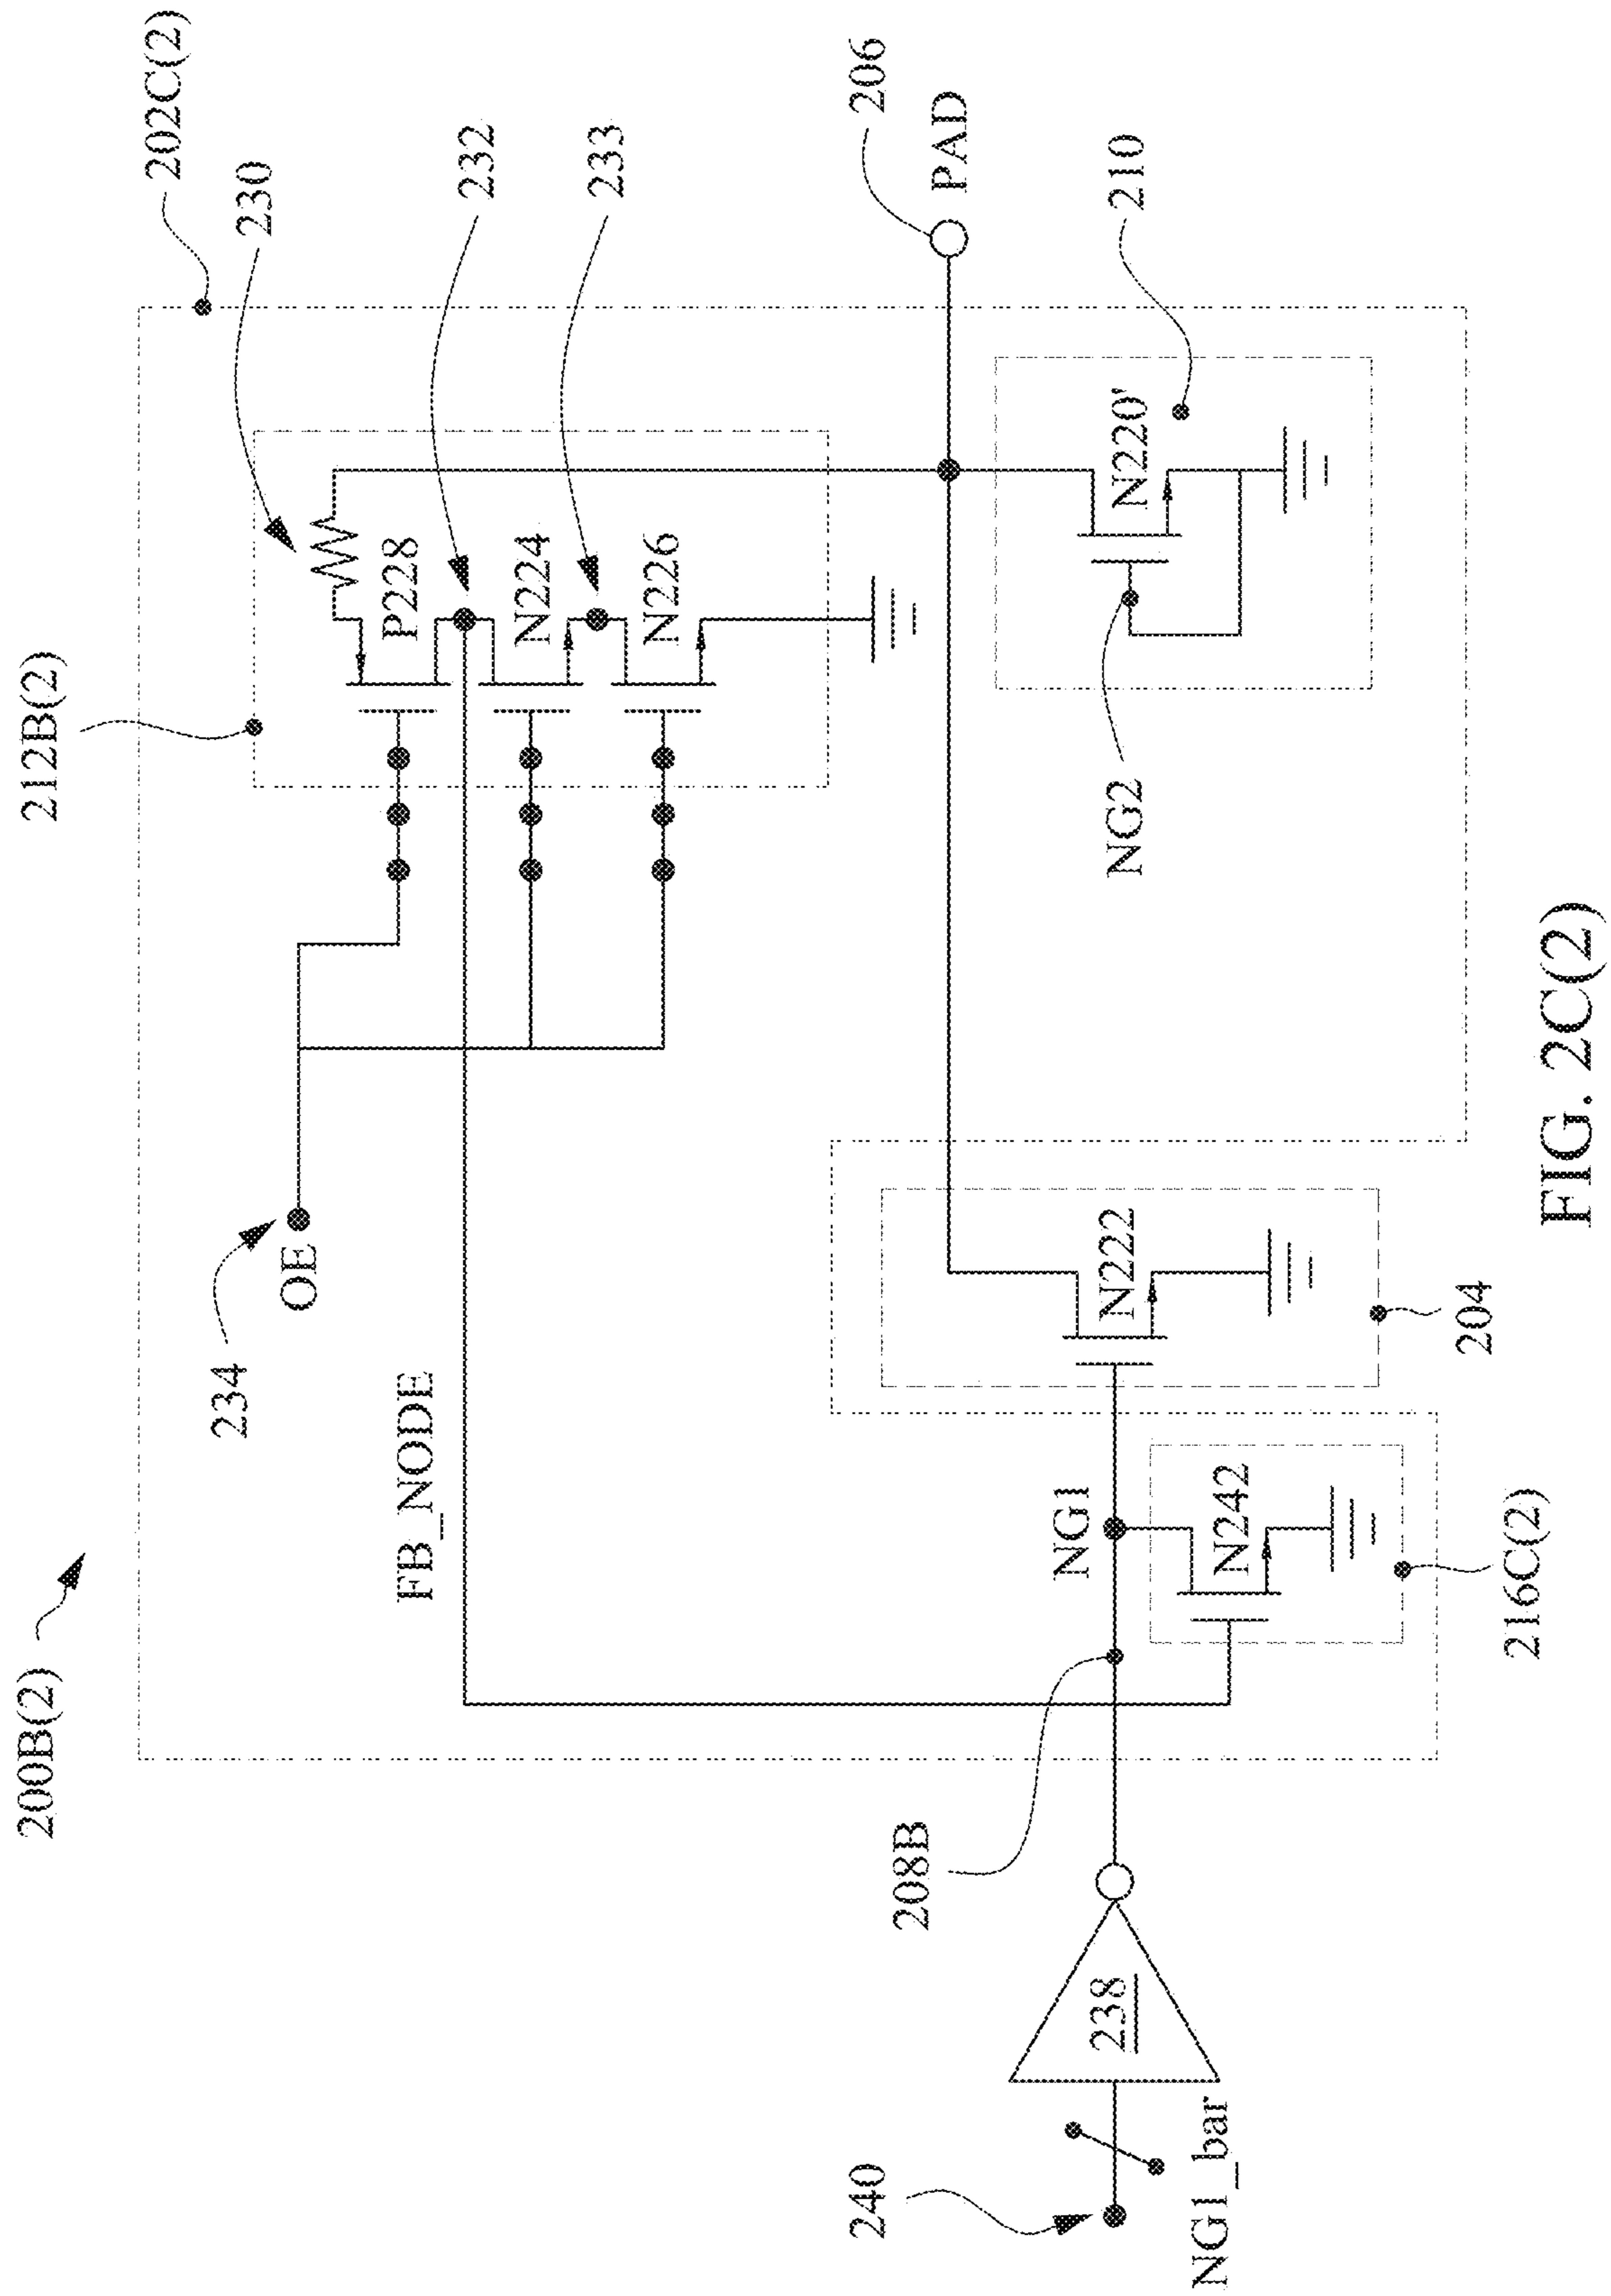 200B(2)
212B(2)
202C(2)
230
234
OE
P228
232
FB_NODE
N224
233
N226
206
PAD
208B
NG1
N222
N220'
210
NG2
240
238
N242
NG1_bar
216C(2)
204
FIG. 2C(2)